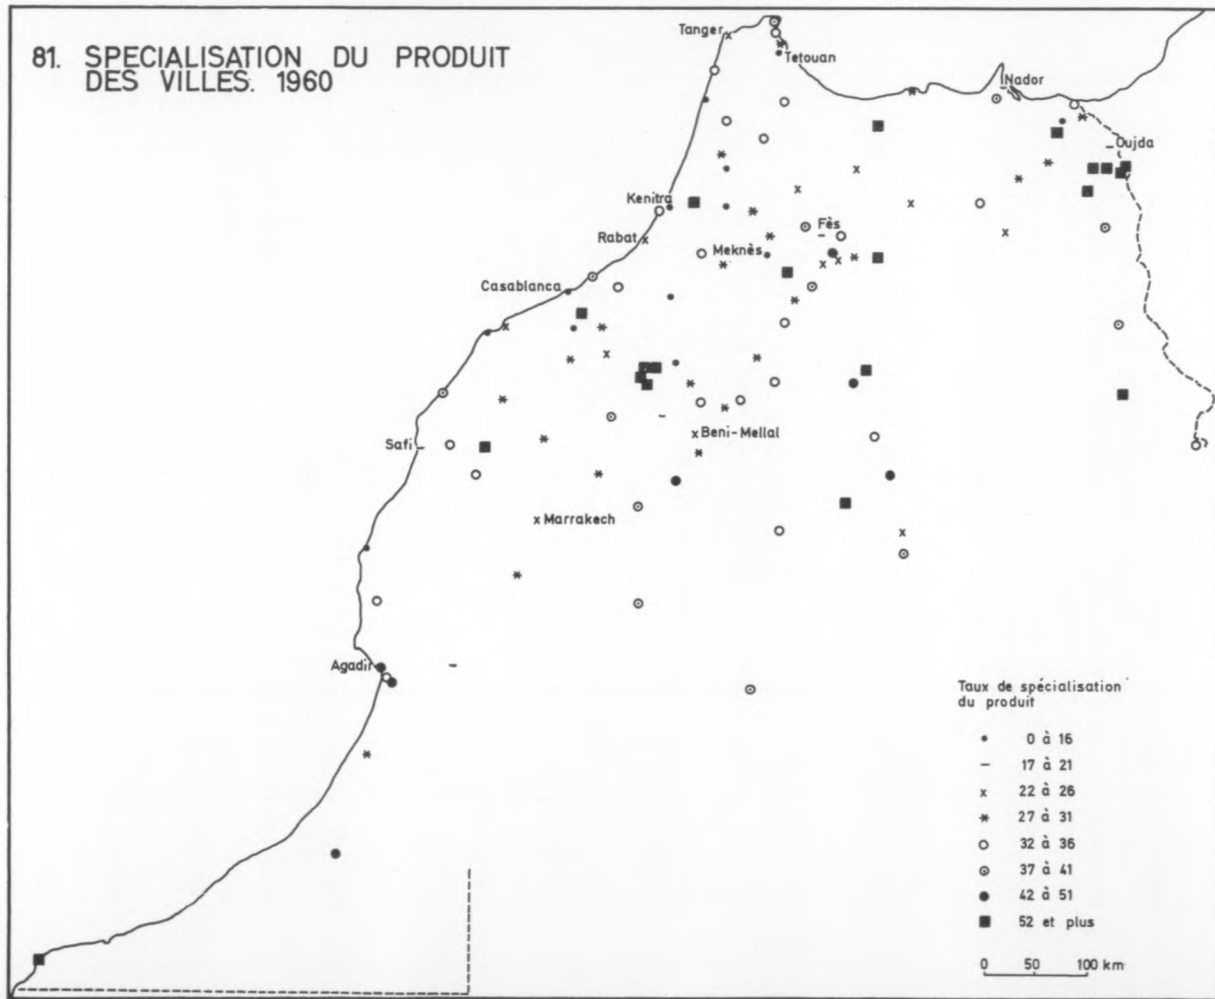 81. SPECIALISATION DU PRODUIT
DES VILLES. 1960
Tanger
Tetouan
Nador
Oujda
Kenitra
Fès
Rabat
Meknès
Casablanca
Beni-Mellal
Safi
Marrakech
Agadir
Taux de spécialisation
du produit
0 à 16
17 à 21
22 à 26
27 à 31
32 à 36
37 à 41
42 à 51
52 et plus
0 50 100 km